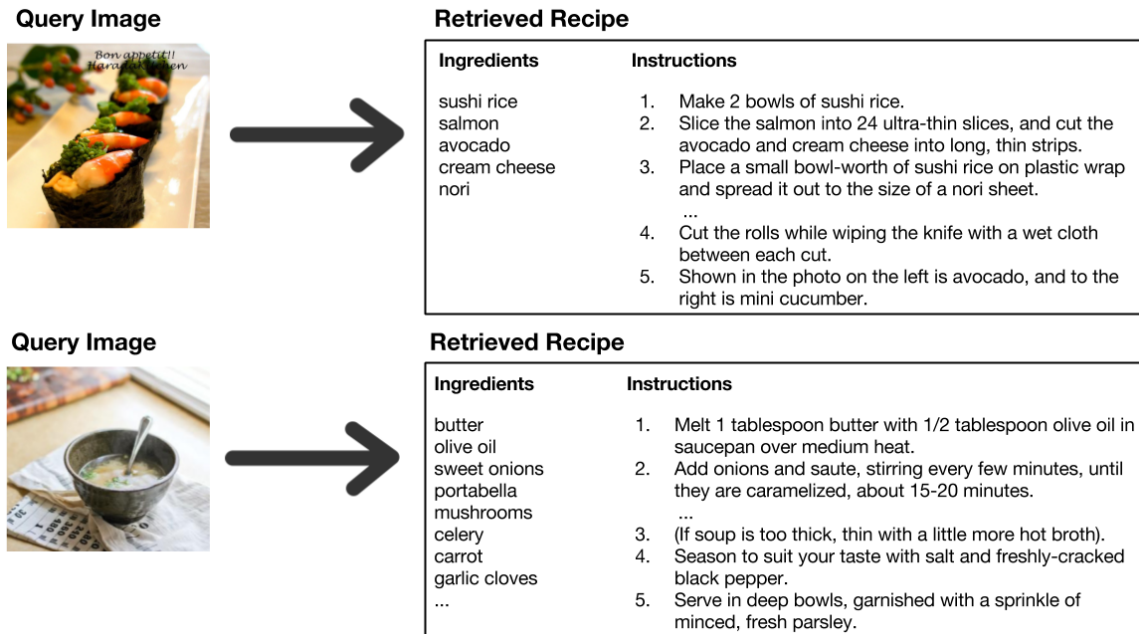 Query Image
Retrieved Recipe
Bon appetit!!
Ingredients
Instructions
sushi rice
salmon
avocado
cream cheese
nori
1. Make 2 bowls of sushi rice.
2. Slice the salmon into 24 ultra-thin slices, and cut the
avocado and cream cheese into long, thin strips.
3. Place a small bowl-worth of sushi rice on plastic wrap
and spread it out to the size of a nori sheet.
...
4. Cut the rolls while wiping the knife with a wet cloth
between each cut.
5. Shown in the photo on the left is avocado, and to the
right is mini cucumber.
Query Image
Retrieved Recipe
Ingredients
Instructions
butter
olive oil
sweet onions
portabella
mushrooms
celery
carrot
garlic cloves
...
1. Melt 1 tablespoon butter with 1/2 tablespoon olive oil in
saucepan over medium heat.
2. Add onions and saute, stirring every few minutes, until
they are caramelized, about 15-20 minutes.
...
3. (If soup is too thick, thin with a little more hot broth).
4. Season to suit your taste with salt and freshly-cracked
black pepper.
5. Serve in deep bowls, garnished with a sprinkle of
minced, fresh parsley.